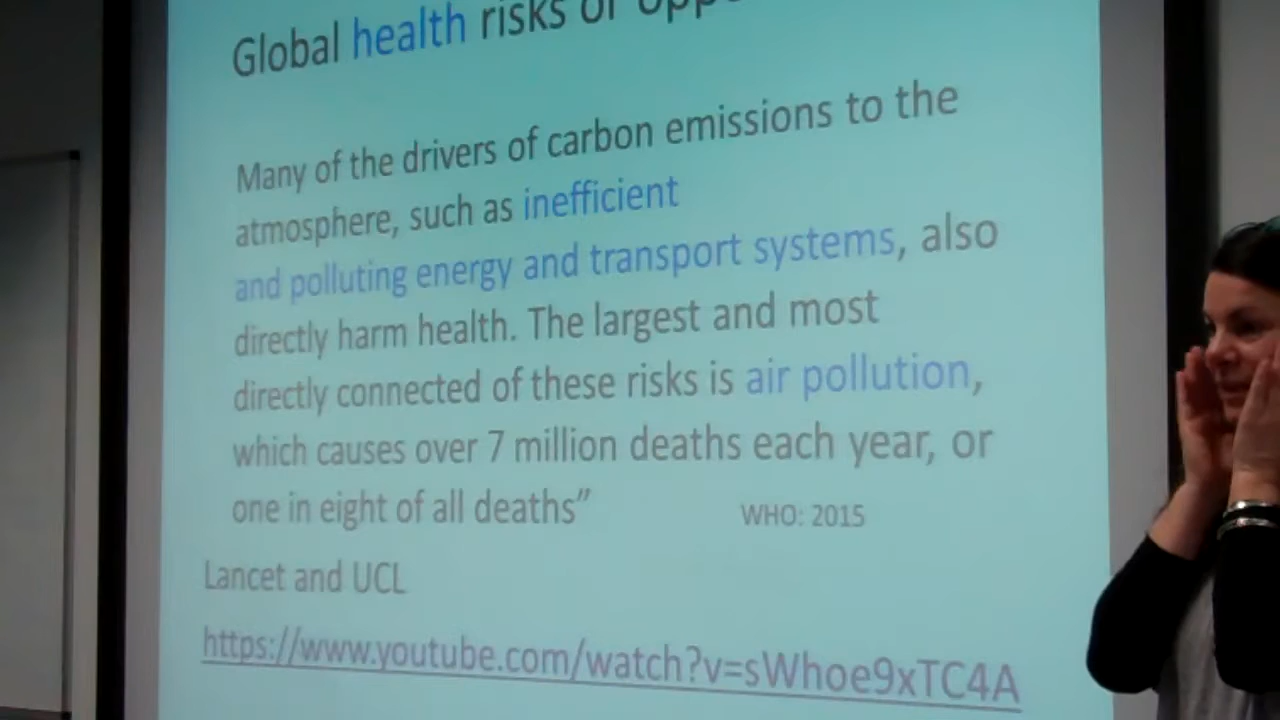 Global health risks or
Many of the drivers of carbon emissions to the
atmosphere, such as inefficient
and polluting energy and transport systems, also
directly harm health. The largest and most
directly connected of these risks is air pollution,
which causes over 7 million deaths each year, or
one in eight of all deaths” WHO: 2015
Lancet and UCL
https://www.youtube.com/watch?v=sWhoe9xTC4A